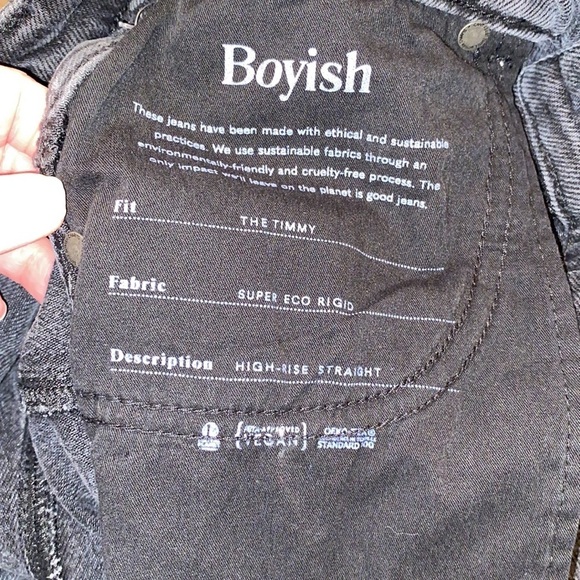 Boyish
These jeans have been made with ethical and sustainable
practices. We use sustainable fabrics through an
environmentally-friendly and cruelty-free process. The
only impact we'll leave on the planet is good jeans.
Fit THE TIMMY
Fabric SUPER ECO RIGID
Description HIGH-RISE STRAIGHT
APPROVED OEKO-TEX®
VEGAN
STANDARD 100